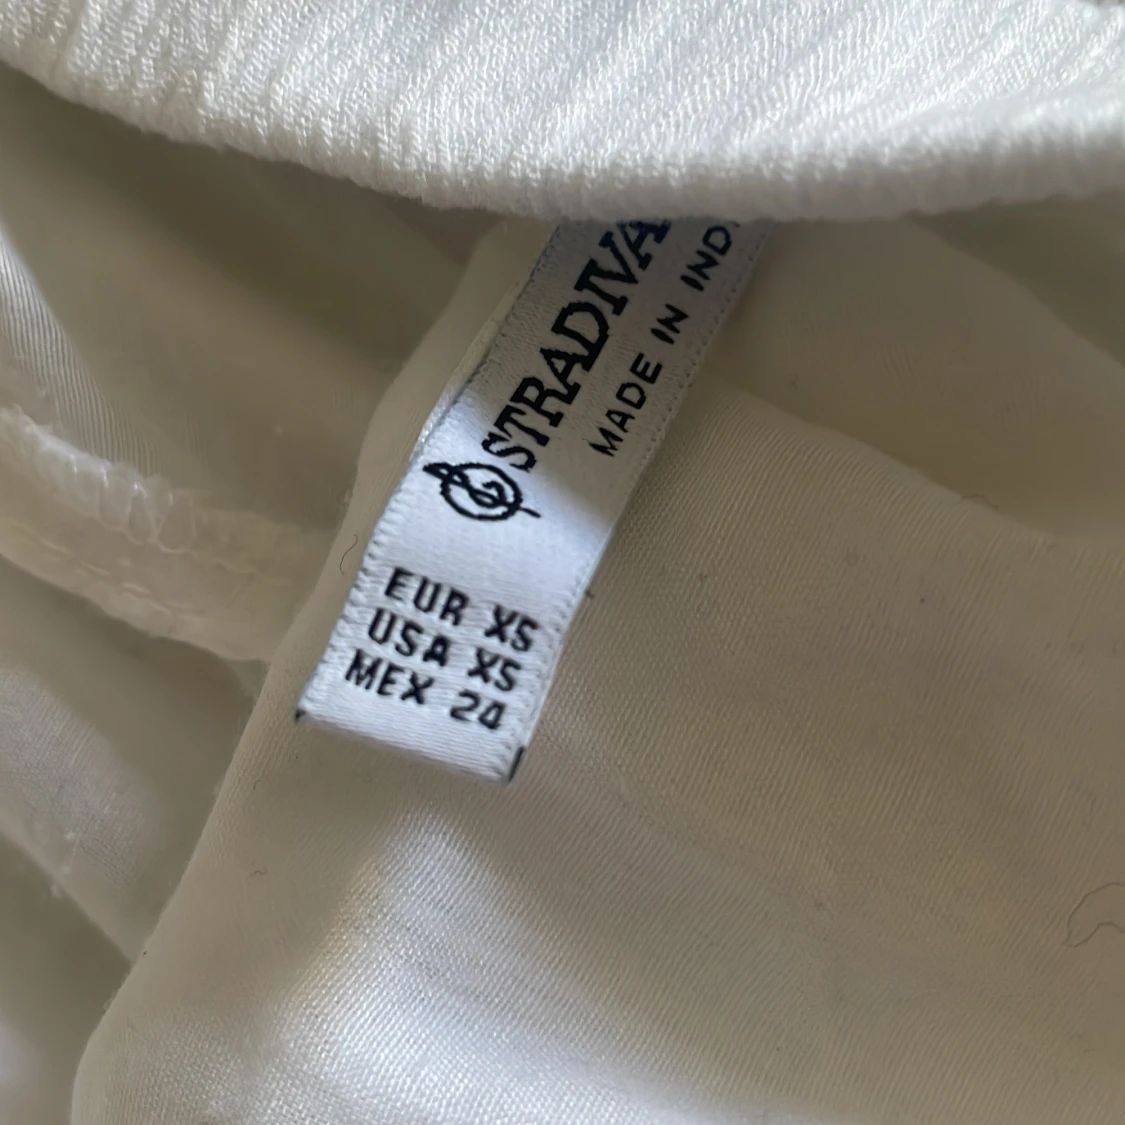 STRADIVA
MADE IN IND
EUR XS
USA XS
MEX 24